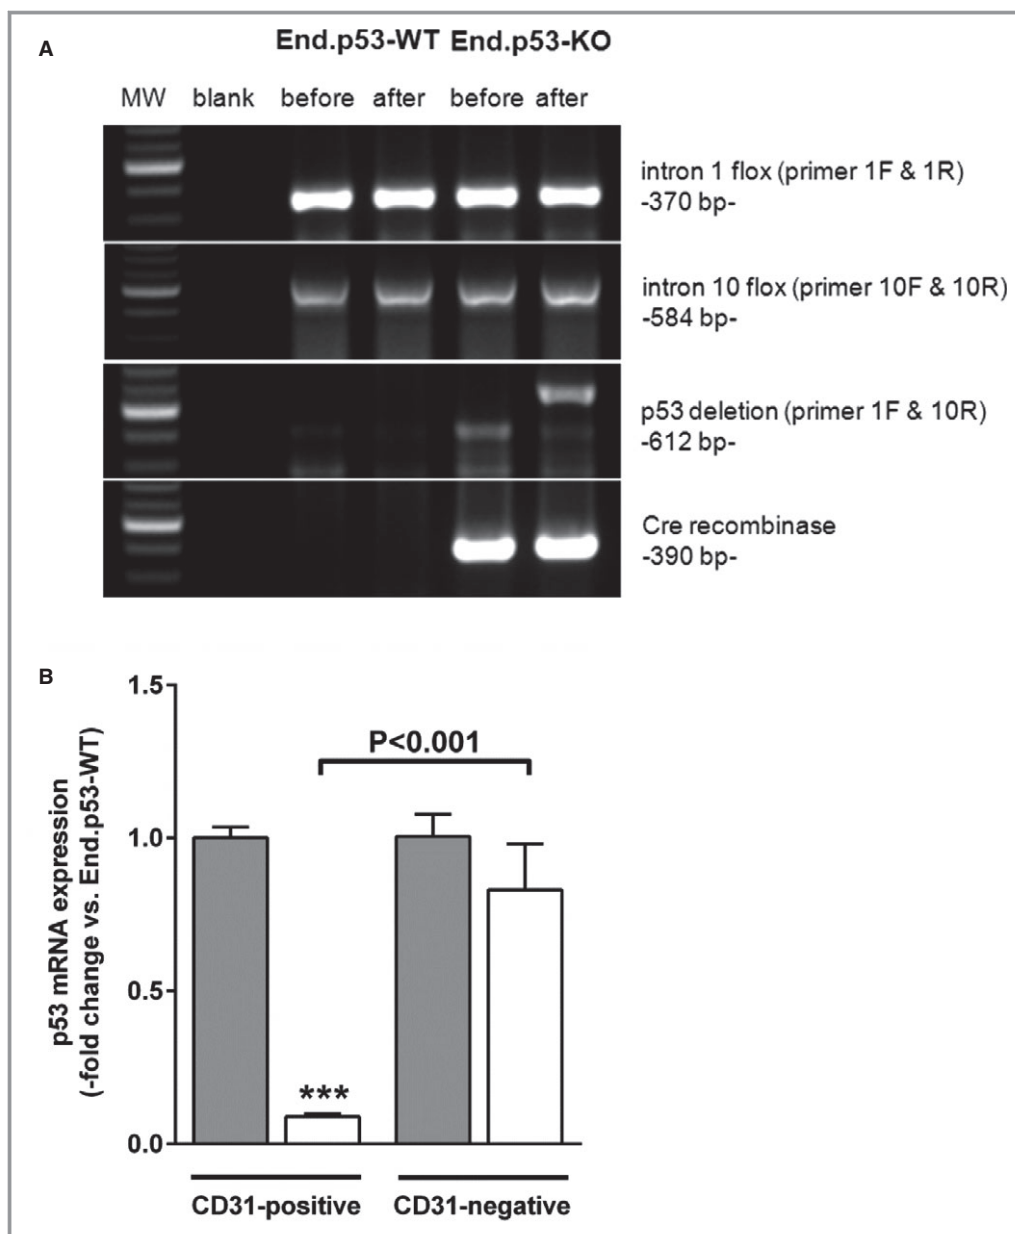 A
End.p53-WT End.p53-KO
MW blank before after before after
intron 1 flox (primer 1F & 1R)
-370 bp-
intron 10 flox (primer 10F & 10R)
-584 bp-
p53 deletion (primer 1F & 10R)
-612 bp-
Cre recombinase
-390 bp-
B
p53 mRNA expression
(-fold change vs. End.p53-WT)
1.5
1.0
0.5
0.0
P<0.001
***
CD31-positive CD31-negative